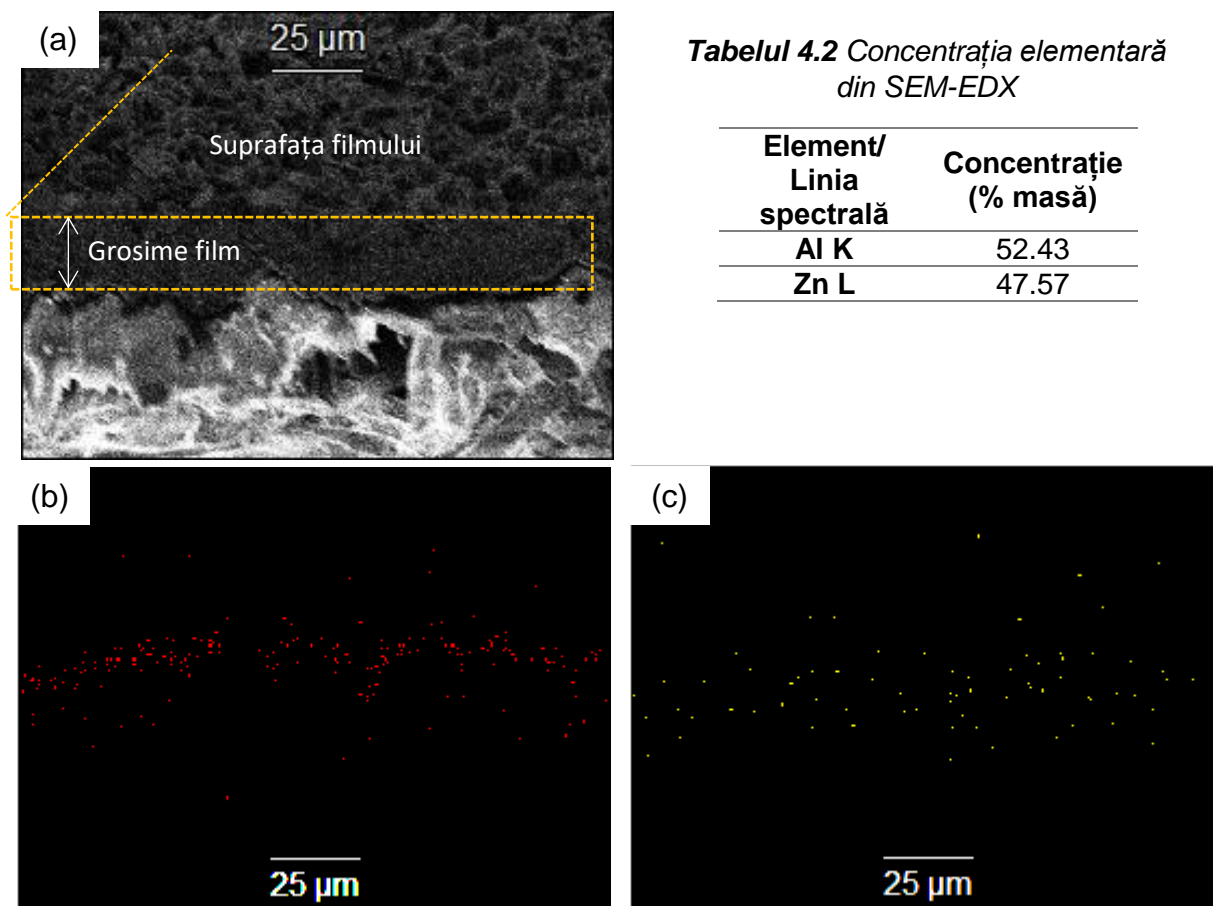 (a)
25 µm
Suprafața filmului
Grosime film
Tabelul 4.2 Concentrația elementară
din SEM-EDX
Element/
Linia
spectrală
Concentrație
(% masă)
Al K 52.43
Zn L 47.57
(b)
25 µm
(c)
25 µm